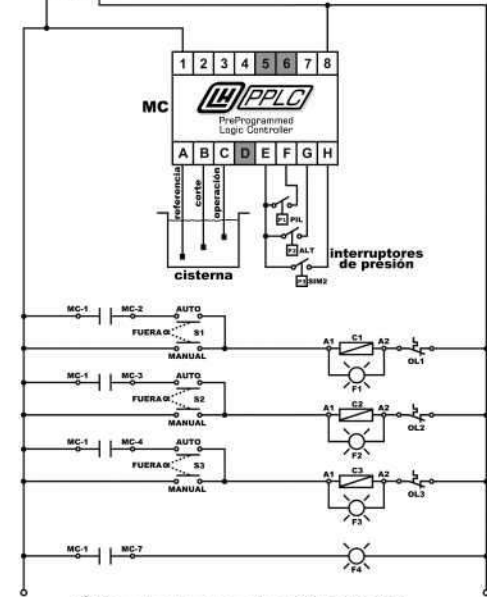 1 2 3 4 5 6 7 8
MC
LH PPLC
PreProgrammed
Logic Controller
A B C D E F G H
referencia
corte
operación
P1 PIL
P2 ALT
P3 SIM2
interruptores
de presión
cisterna
MC-1 MC-2 AUTO
FUERA S1
MANUAL
A1 C1 A2
OL1
F1
MC-1 MC-3 AUTO
FUERA S2
MANUAL
A1 C2 A2
OL2
F2
MC-1 MC-4 AUTO
FUERA S3
MANUAL
A1 C3 A2
OL3
F3
MC-1 MC-7
F4